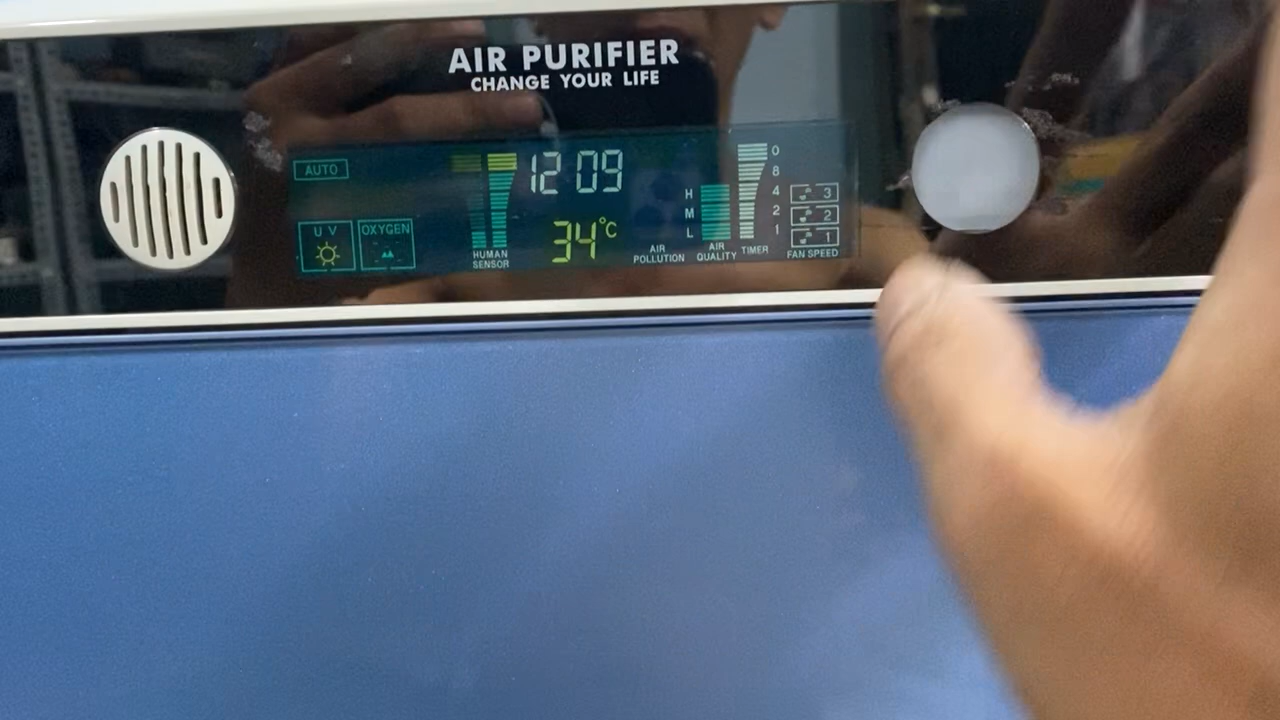 AIR PURIFIER
CHANGE YOUR LIFE
AUTO
12 09
UV
OXYGEN
34°C
HUMAN
SENSOR
AIR
POLLUTION
H
M
L
AIR
QUALITY
0
8
4
2
1
TIMER
3
2
1
FAN SPEED